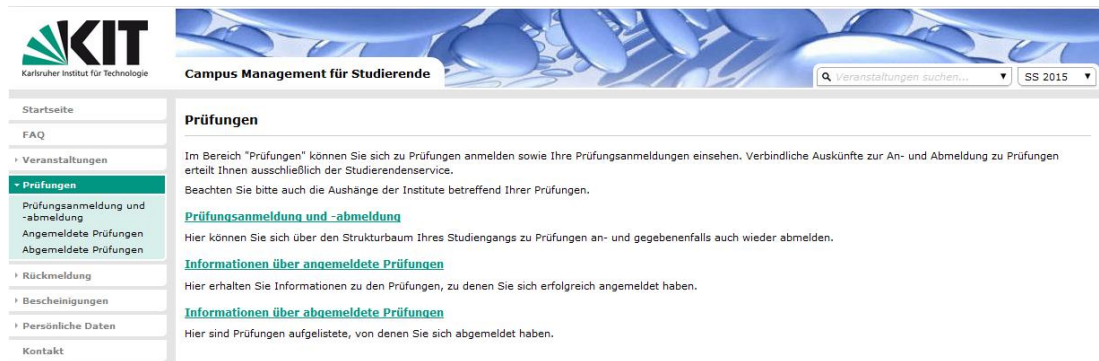 KIT
Karlsruher Institut für Technologie
Campus Management für Studierende
Veranstaltungen suchen...
SS 2015
Startseite
FAQ
Veranstaltungen
Prüfungen
Prüfungsanmeldung und
-abmeldung
Angemeldete Prüfungen
Abgemeldete Prüfungen
Rückmeldung
Bescheinigungen
Persönliche Daten
Kontakt
Prüfungen
Im Bereich "Prüfungen" können Sie sich zu Prüfungen anmelden sowie Ihre Prüfungsanmeldungen einsehen. Verbindliche Auskünfte zur An- und Abmeldung zu Prüfungen
erteilt Ihnen ausschließlich der Studierendenservice.
Beachten Sie bitte auch die Aushänge der Institute betreffend Ihrer Prüfungen.
Prüfungsanmeldung und -abmeldung
Hier können Sie sich über den Strukturbaum Ihres Studiengangs zu Prüfungen an- und gegebenenfalls auch wieder abmelden.
Informationen über angemeldete Prüfungen
Hier erhalten Sie Informationen zu den Prüfungen, zu denen Sie sich erfolgreich angemeldet haben.
Informationen über abgemeldete Prüfungen
Hier sind Prüfungen aufgelistete, von denen Sie sich abgemeldet haben.